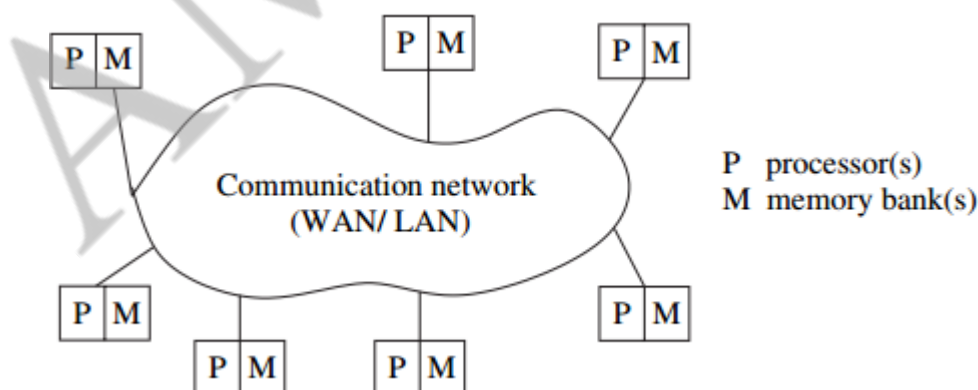 P M
P M
P M
Communication network
(WAN/ LAN)
P processor(s)
M memory bank(s)
P M
P M
P M
P M